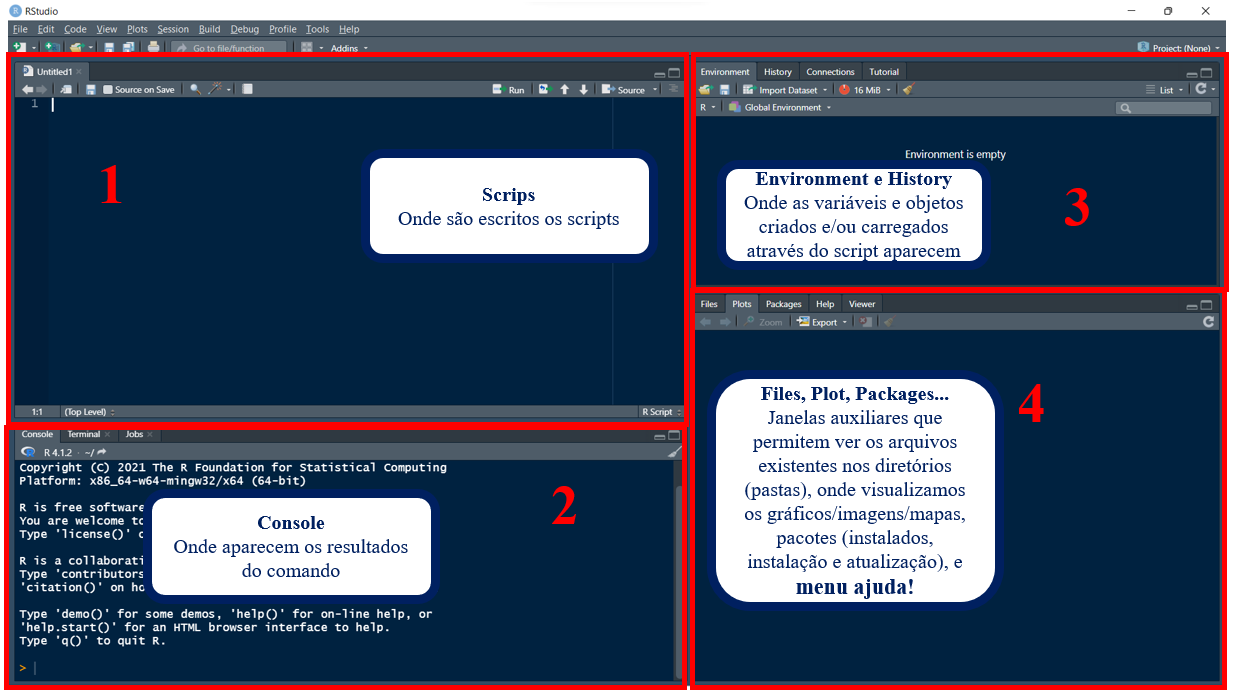 RStudio
File Edit Code View Plots Session Build Debug Profile Tools Help
Go to file/function Addins Project: (None)
Untitled1
Source on Save Run Source
1
1
Scrips
Onde são escritos os scripts
1:1 (Top Level) R Script
Console Terminal Jobs
R 4.1.2 · ~/
Copyright (C) 2021 The R Foundation for Statistical Computing
Platform: x86_64-w64-mingw32/x64 (64-bit)
R is free software
You are welcome to
Type 'license()' o
R is a collaborati
Type 'contributors
'citation()' on ho
Type 'demo()' for some demos, 'help()' for on-line help, or
'help.start()' for an HTML browser interface to help.
Type 'q()' to quit R.
>
2
Console
Onde aparecem os resultados
do comando
Environment History Connections Tutorial
Import Dataset 16 MiB List
R Global Environment
Environment is empty
Environment e History
Onde as variáveis e objetos
criados e/ou carregados
através do script aparecem
3
Files Plots Packages Help Viewer
Zoom Export
Files, Plot, Packages...
Janelas auxiliares que
permitem ver os arquivos
existentes nos diretórios
(pastas), onde visualizamos
os gráficos/imagens/mapas,
pacotes (instalados,
instalação e atualização), e
menu ajuda!
4